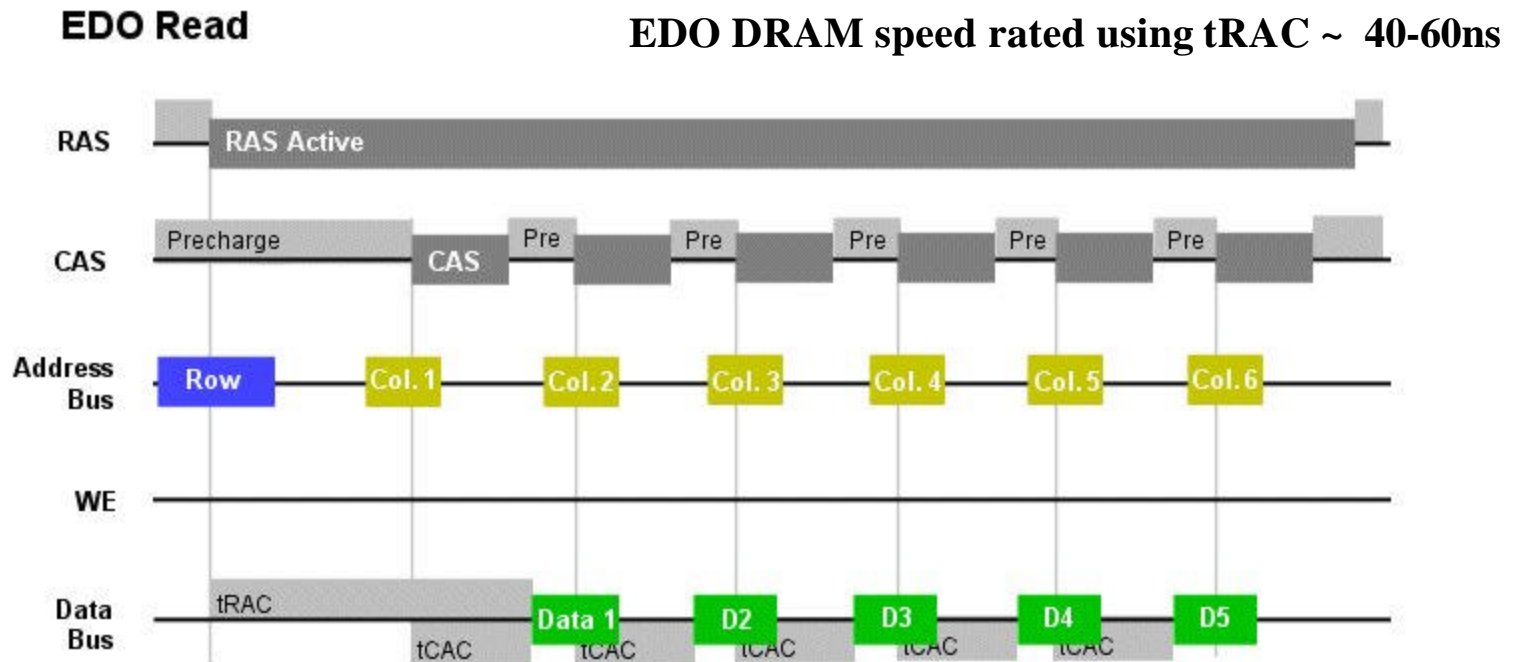 EDO Read
EDO DRAM speed rated using tRAC ~ 40-60ns
RAS
RAS Active
CAS
Precharge
CAS
Pre
Pre
Pre
Pre
Pre
Address
Bus
Row
Col. 1
Col. 2
Col. 3
Col. 4
Col. 5
Col. 6
WE
Data
Bus
tRAC
Data 1
D2
D3
D4
D5
tCAC
tCAC
tCAC
tCAC
tCAC